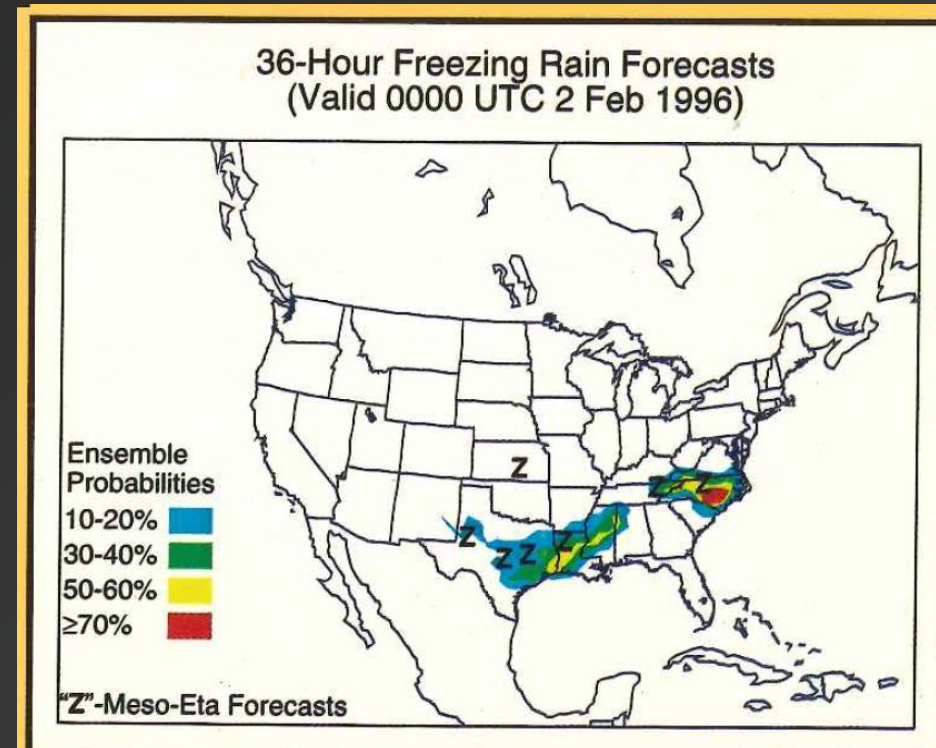 36-Hour Freezing Rain Forecasts
(Valid 0000 UTC 2 Feb 1996)
Z
Z
Z
Z
Z
Z
Z
Z
Ensemble
Probabilities
10-20%
30-40%
50-60%
≥70%
"Z"-Meso-Eta Forecasts